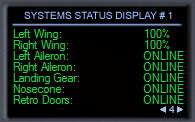 SYSTEMS STATUS DISPLAY # 1
Left Wing: 100%
Right Wing: 100%
Left Aileron: ONLINE
Right Aileron: ONLINE
Landing Gear: ONLINE
Nosecone: ONLINE
Retro Doors: ONLINE
◄ 4 ►